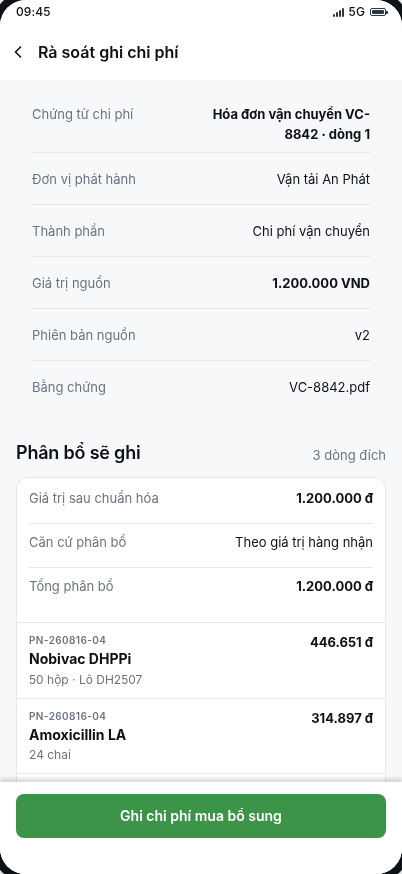 09:45
5G
Rà soát ghi chi phí
Chứng từ chi phí
Hóa đơn vận chuyển VC-
8842 · dòng 1
Đơn vị phát hành
Vận tải An Phát
Thành phần
Chi phí vận chuyển
Giá trị nguồn
1.200.000 VND
Phiên bản nguồn
v2
Bằng chứng
VC-8842.pdf
Phân bổ sẽ ghi
3 dòng đích
Giá trị sau chuẩn hóa
1.200.000 đ
Căn cứ phân bổ
Theo giá trị hàng nhận
Tổng phân bổ
1.200.000 đ
PN-260816-04
446.651 đ
Nobivac DHPPi
50 hộp · Lô DH2507
PN-260816-04
314.897 đ
Amoxicillin LA
24 chai
Ghi chi phí mua bổ sung